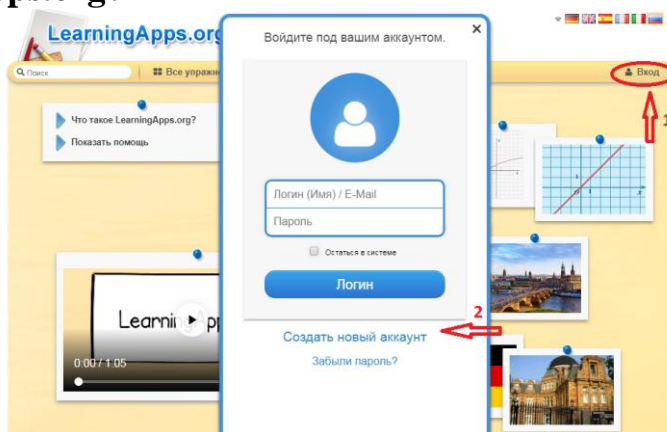 LearningApps.org
Войдите под вашим аккаунтом.
×
Поиск
Все упражн
Вход
1
Что такое LearningApps.org?
Показать помощь
Логин (Имя) / E-Mail
Пароль
Остаться в системе
Логин
2
Создать новый аккаунт
Забыли пароль?
0:00 / 1:05